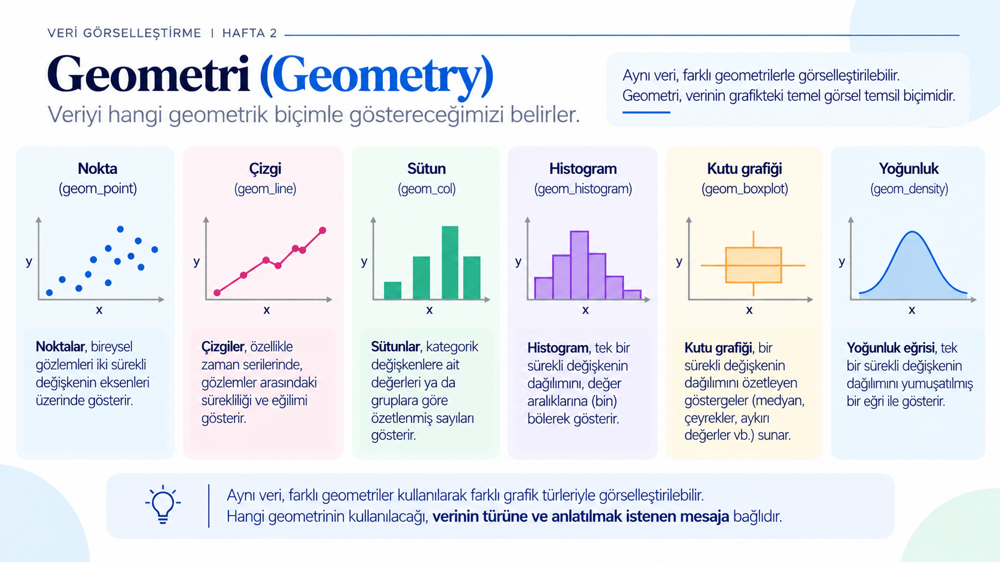 VERİ GÖRSELLEŞTİRME | HAFTA 2
Geometri (Geometry)
Veriyi hangi geometrik biçimle göstereceğimizi belirler.
Aynı veri, farklı geometrilerle görselleştirilebilir.
Geometri, verinin grafikteki temel görsel temsil biçimidir.
Nokta
(geom_point)
y
x
Noktalar, bireysel
gözlemleri iki sürekli
değişkenin eksenleri
üzerinde gösterir.
Çizgi
(geom_line)
y
x
Çizgiler, özellikle
zaman serilerinde,
gözlemler arasındaki
sürekliliği ve eğilimi
gösterir.
Sütun
(geom_col)
y
x
Sütunlar, kategorik
değişkenlere ait
değerleri ya da
gruplara göre
özetlenmiş sayıları
gösterir.
Histogram
(geom_histogram)
y
x
Histogram, tek bir
sürekli değişkenin
dağılımını, değer
aralıklarına (bin)
bölerek gösterir.
Kutu grafiği
(geom_boxplot)
y
x
Kutu grafiği, bir
sürekli değişkenin
dağılımını özetleyen
göstergeler (medyan,
çeyrekler, aykırı
değerler vb.) sunar.
Yoğunluk
(geom_density)
y
x
Yoğunluk eğrisi, tek
bir sürekli değişkenin
dağılımını yumuşatılmış
bir eğri ile gösterir.
Aynı veri, farklı geometriler kullanılarak farklı grafik türleriyle görselleştirilebilir.
Hangi geometrinin kullanılacağı, verinin türüne ve anlatılmak istenen mesaja bağlıdır.